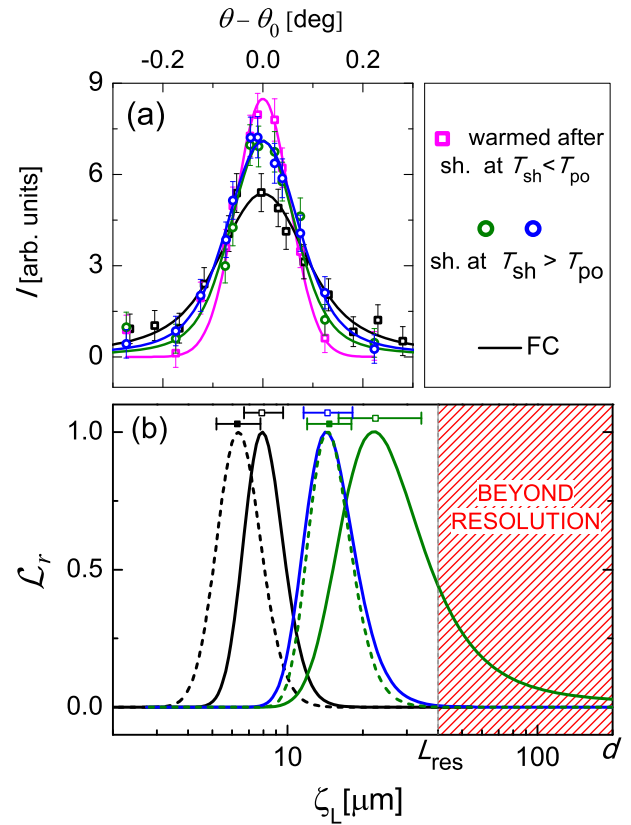 θ – θ₀ [deg]
-0.2 0.0 0.2
(a)
9
6
3
0
I [arb. units]
warmed after
sh. at Tsh<Tpo
sh. at Tsh > Tpo
FC
(b)
1.0
0.5
0.0
ℒr
BEYOND
RESOLUTION
10 Lres 100 d
ζL[μm]